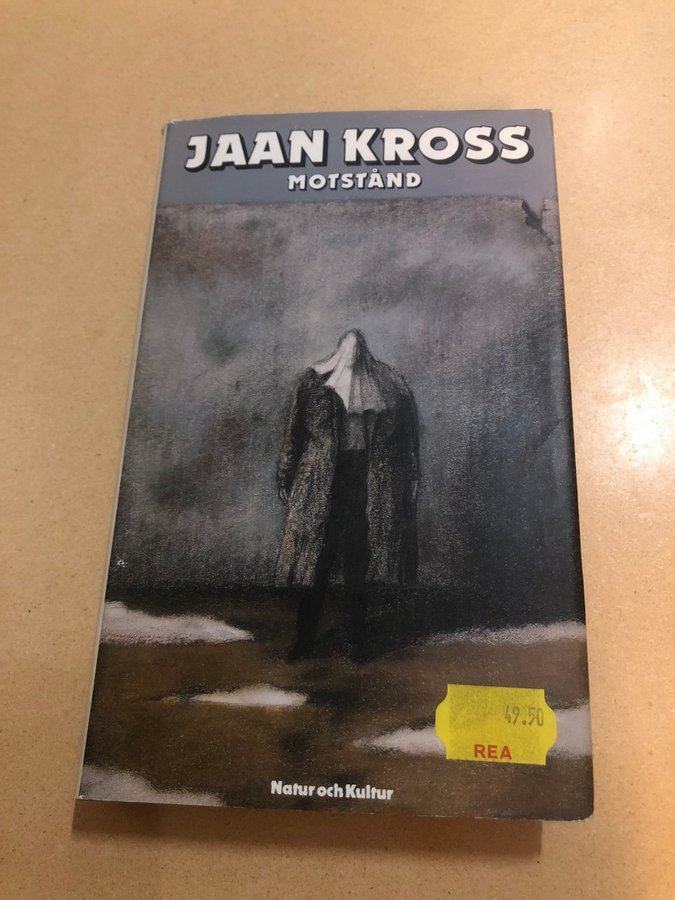 JAAN KROSS
MOTSTÅND
49.50
REA
Natur och Kultur